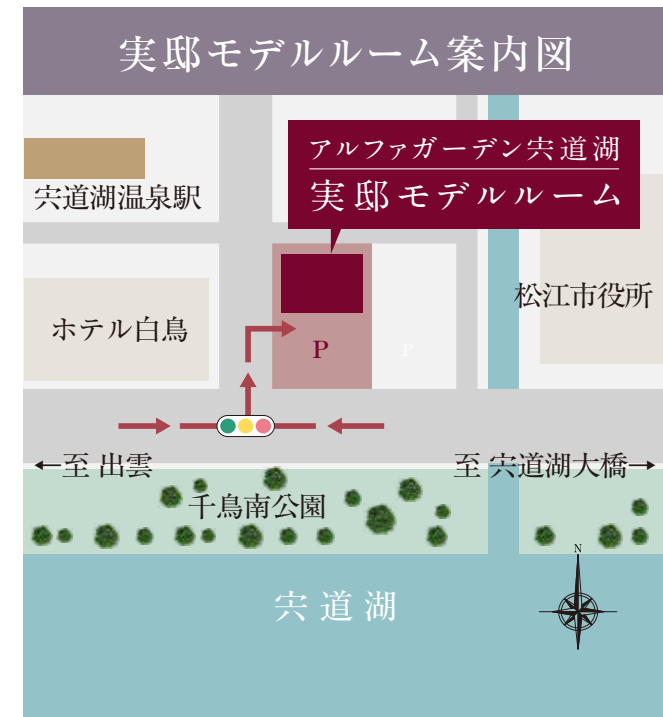 実邸モデルルーム案内図
アルファガーデン宍道湖
実邸モデルルーム
宍道湖温泉駅
松江市役所
ホテル白鳥
P
P
←至 出雲
至 宍道湖大橋→
千鳥南公園
N
宍道湖